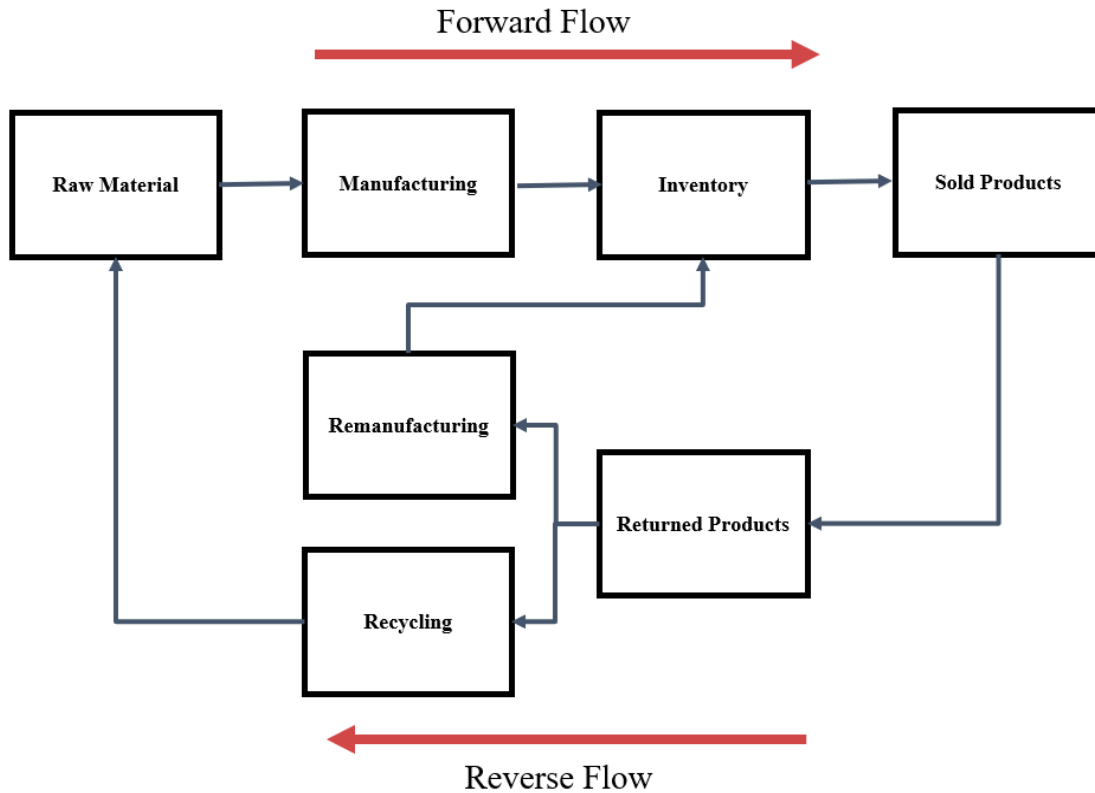 Forward Flow
Raw Material
Manufacturing
Inventory
Sold Products
Remanufacturing
Returned Products
Recycling
Reverse Flow